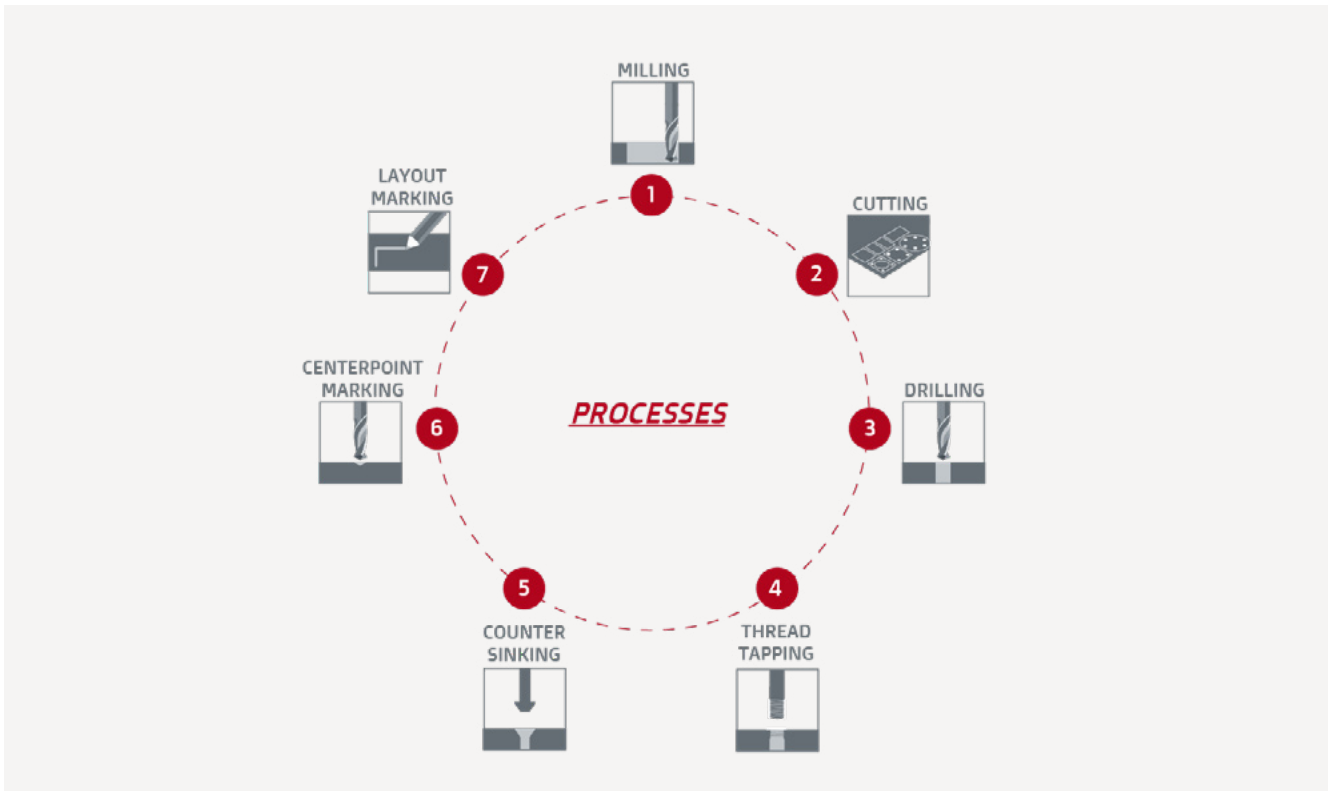 MILLING
1
CUTTING
2
DRILLING
3
THREAD
TAPPING
4
COUNTER
SINKING
5
CENTERPOINT
MARKING
6
LAYOUT
MARKING
7
PROCESSES